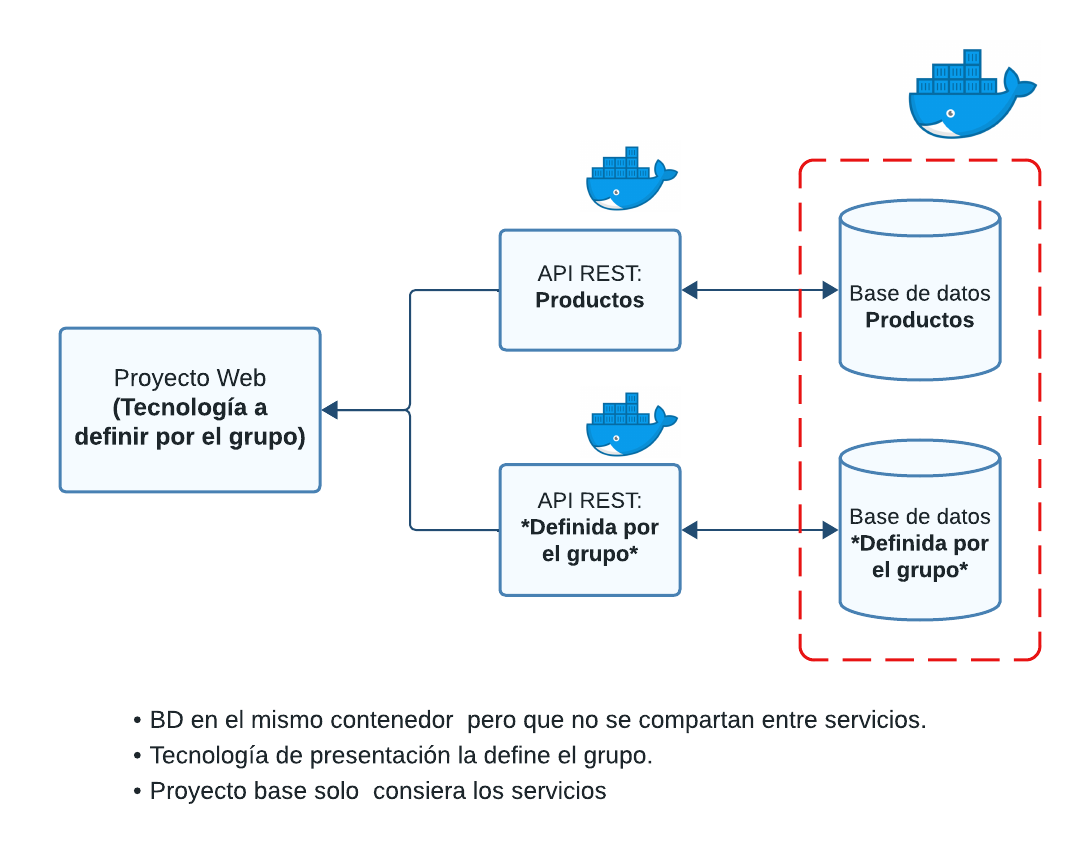 Proyecto Web
(Tecnología a
definir por el grupo)
API REST:
Productos
Base de datos
Productos
API REST:
*Definida por
el grupo*
Base de datos
*Definida por
el grupo*
• BD en el mismo contenedor  pero que no se compartan entre servicios.
• Tecnología de presentación la define el grupo.
• Proyecto base solo  consiera los servicios